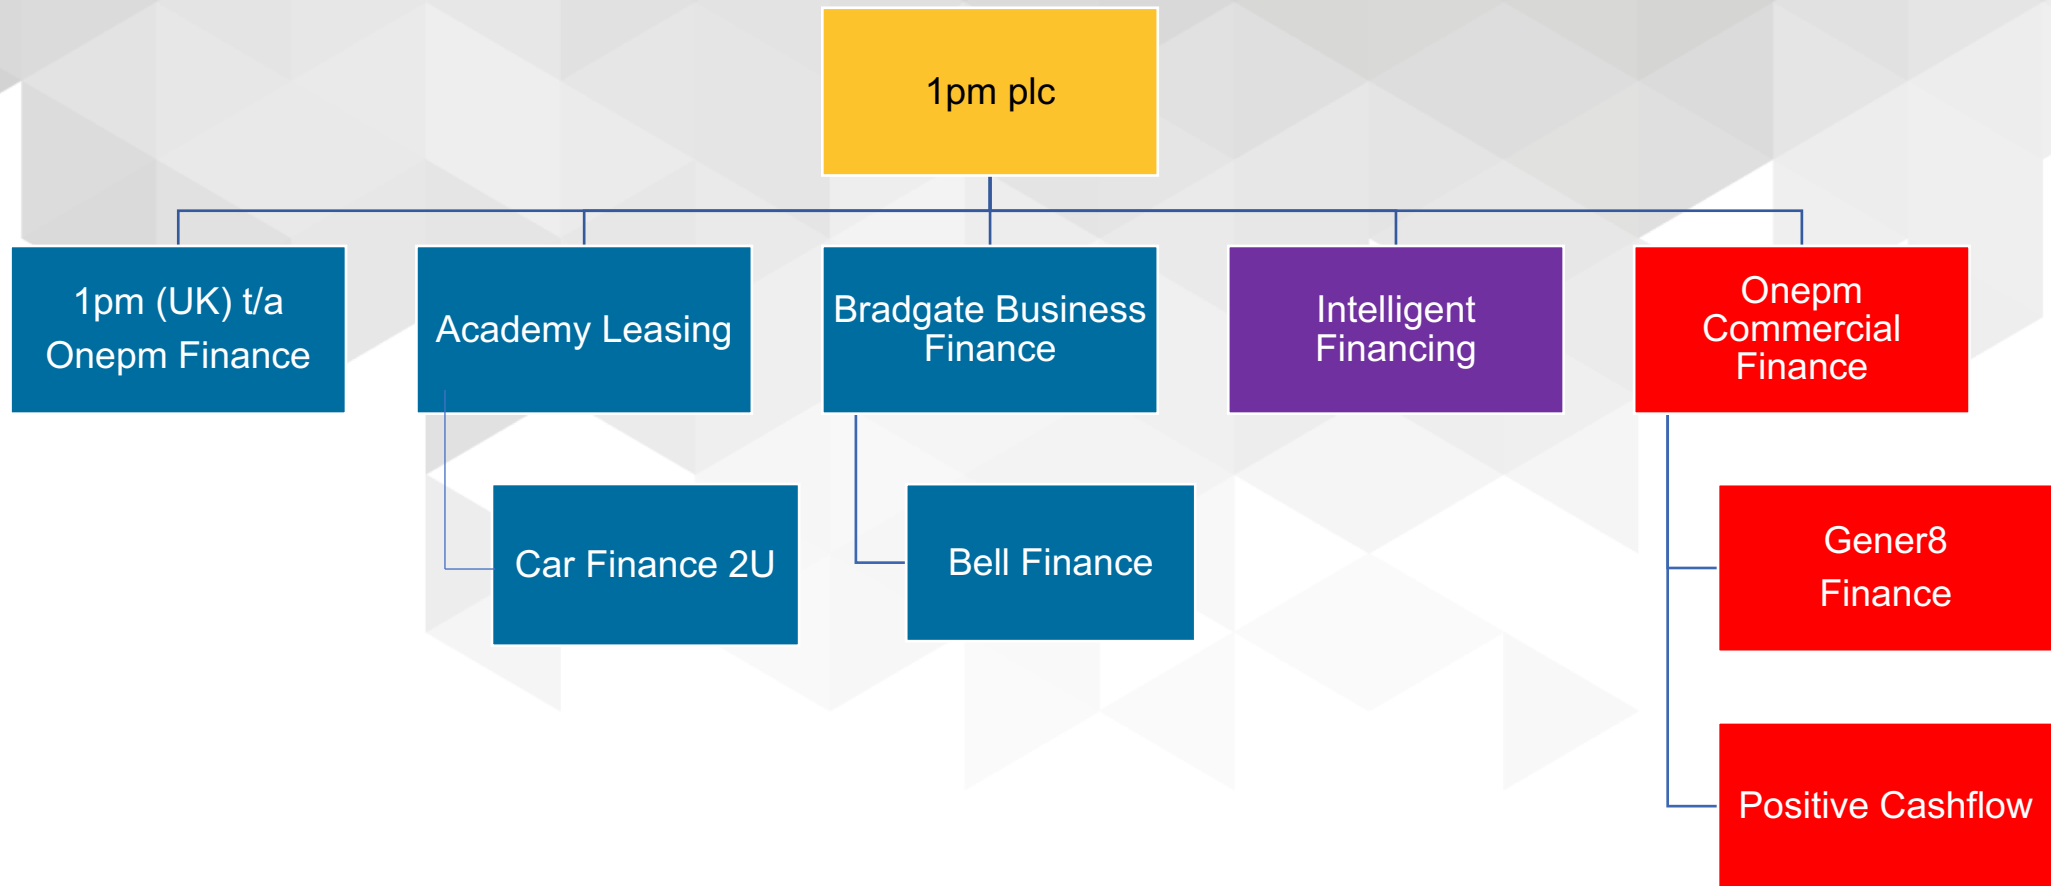 1pm plc
1pm (UK) t/a
Onepm Finance
Academy Leasing
Bradgate Business
Finance
Intelligent
Financing
Onepm
Commercial
Finance
Car Finance 2U
Bell Finance
Gener8
Finance
Positive Cashflow